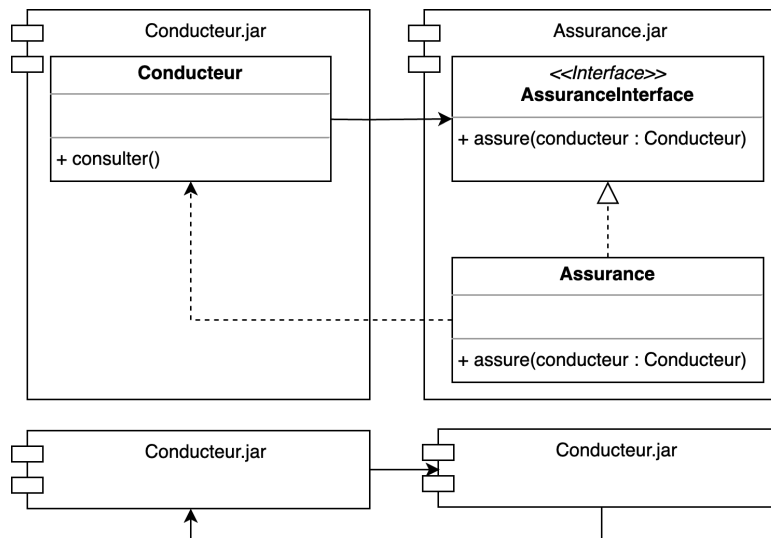 Conducteur.jar
Conducteur
+ consulter()
Assurance.jar
<<Interface>>
AssuranceInterface
+ assure(conducteur : Conducteur)
Assurance
+ assure(conducteur : Conducteur)
Conducteur.jar
Conducteur.jar